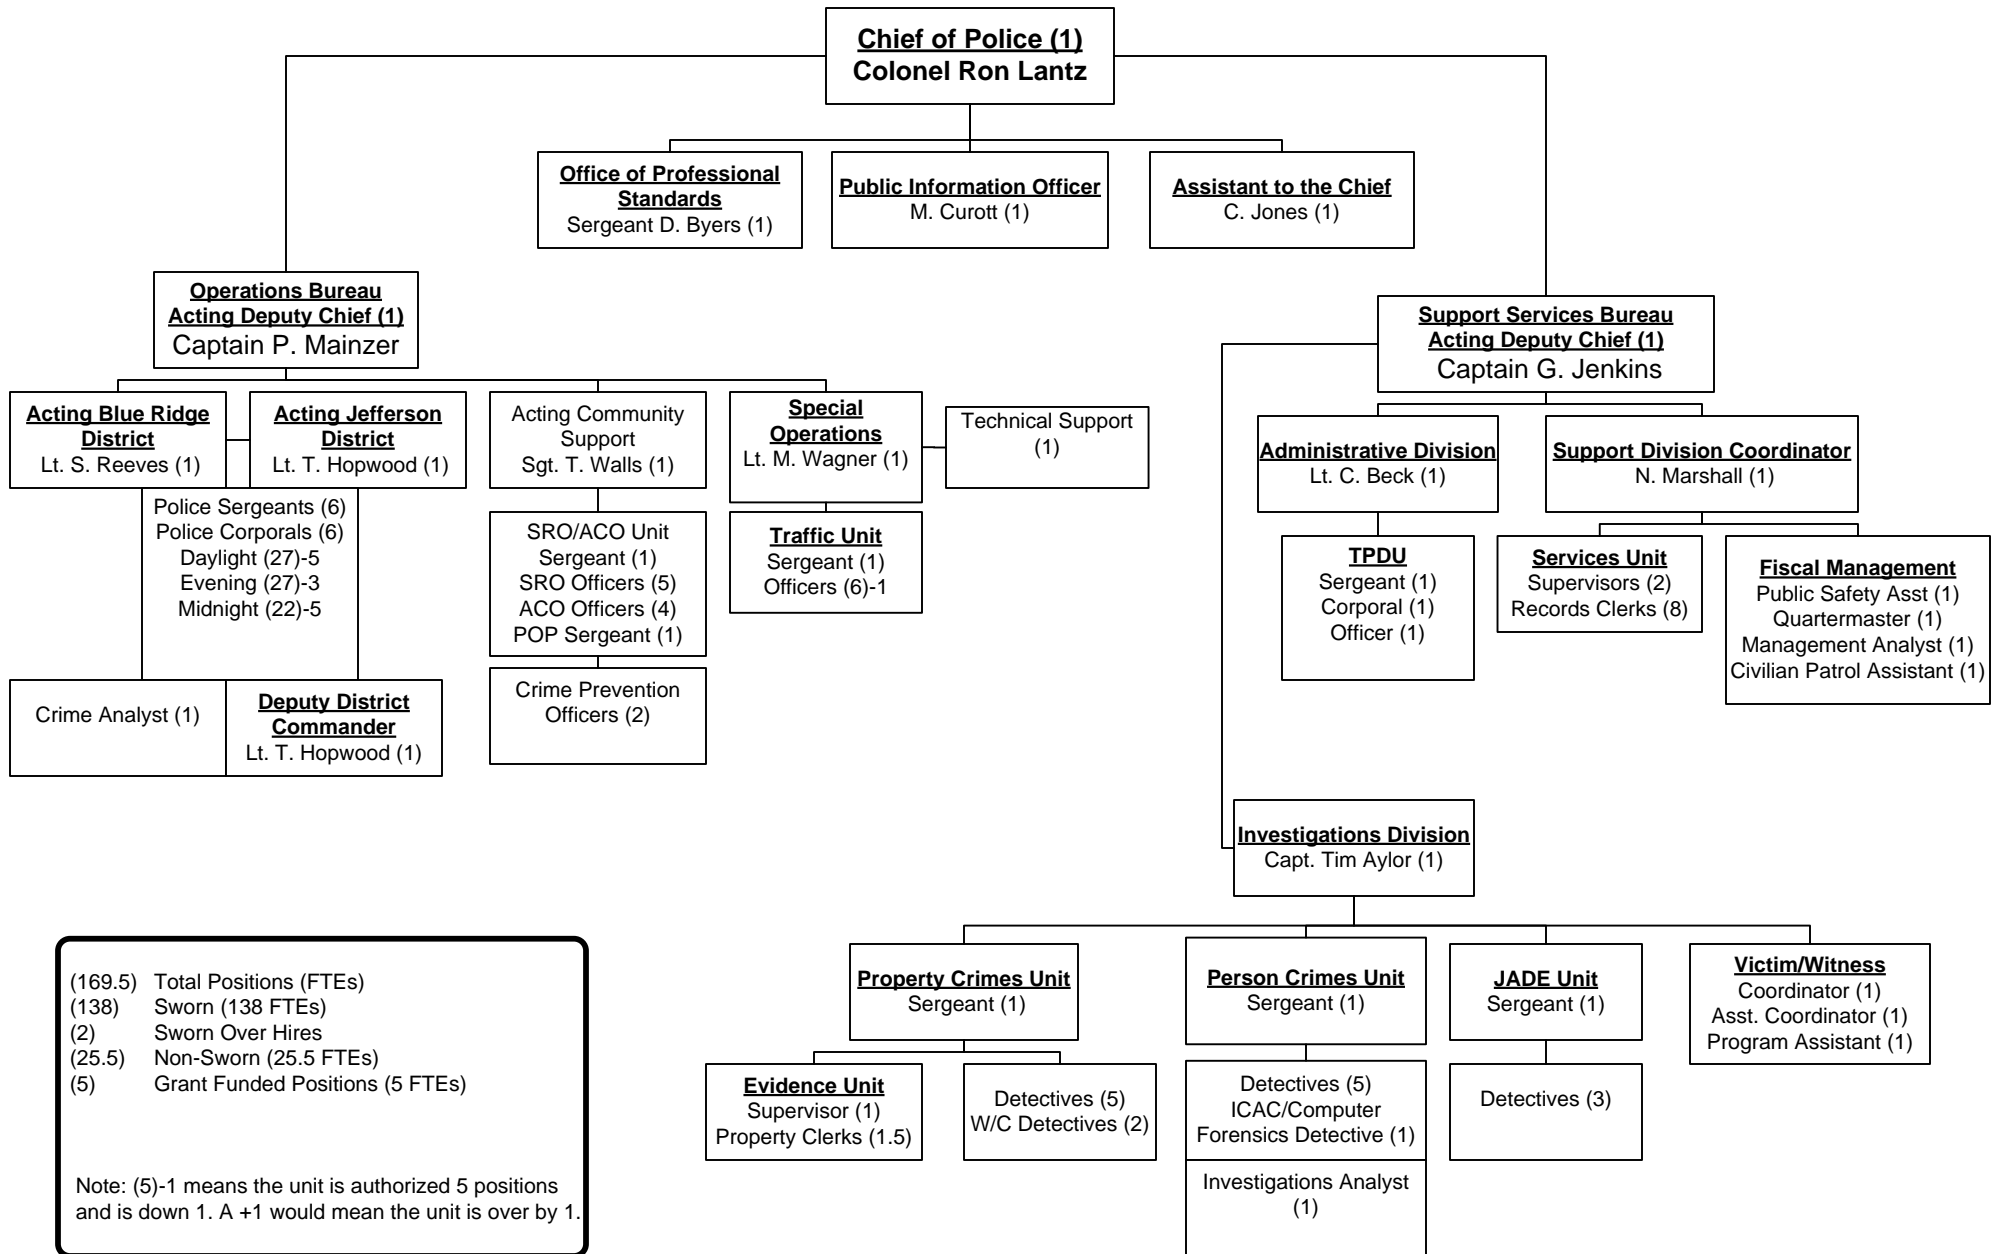 Chief of Police (1)
Colonel Ron Lantz
Office of Professional
Standards
Sergeant D. Byers (1)
Public Information Officer
M. Curott (1)
Assistant to the Chief
C. Jones (1)
Operations Bureau
Acting Deputy Chief (1)
Captain P. Mainzer
Support Services Bureau
Acting Deputy Chief (1)
Captain G. Jenkins
Acting Blue Ridge
District
Lt. S. Reeves (1)
Acting Jefferson
District
Lt. T. Hopwood (1)
Acting Community
Support
Sgt. T. Walls (1)
Special
Operations
Lt. M. Wagner (1)
Technical Support
(1)
Administrative Division
Lt. C. Beck (1)
Support Division Coordinator
N. Marshall (1)
Police Sergeants (6)
Police Corporals (6)
Daylight (27)-5
Evening (27)-3
Midnight (22)-5
SRO/ACO Unit
Sergeant (1)
SRO Officers (5)
ACO Officers (4)
POP Sergeant (1)
Traffic Unit
Sergeant (1)
Officers (6)-1
TPDU
Sergeant (1)
Corporal (1)
Officer (1)
Services Unit
Supervisors (2)
Records Clerks (8)
Fiscal Management
Public Safety Asst (1)
Quartermaster (1)
Management Analyst (1)
Civilian Patrol Assistant (1)
Crime Analyst (1)
Deputy District
Commander
Lt. T. Hopwood (1)
Crime Prevention
Officers (2)
Investigations Division
Capt. Tim Aylor (1)
Property Crimes Unit
Sergeant (1)
Person Crimes Unit
Sergeant (1)
JADE Unit
Sergeant (1)
Victim/Witness
Coordinator (1)
Asst. Coordinator (1)
Program Assistant (1)
Evidence Unit
Supervisor (1)
Property Clerks (1.5)
Detectives (5)
W/C Detectives (2)
Detectives (5)
ICAC/Computer
Forensics Detective (1)
Detectives (3)
Investigations Analyst
(1)
(169.5) Total Positions (FTEs)
(138) Sworn (138 FTEs)
(2) Sworn Over Hires
(25.5) Non-Sworn (25.5 FTEs)
(5) Grant Funded Positions (5 FTEs)
Note: (5)-1 means the unit is authorized 5 positions
and is down 1. A +1 would mean the unit is over by 1.